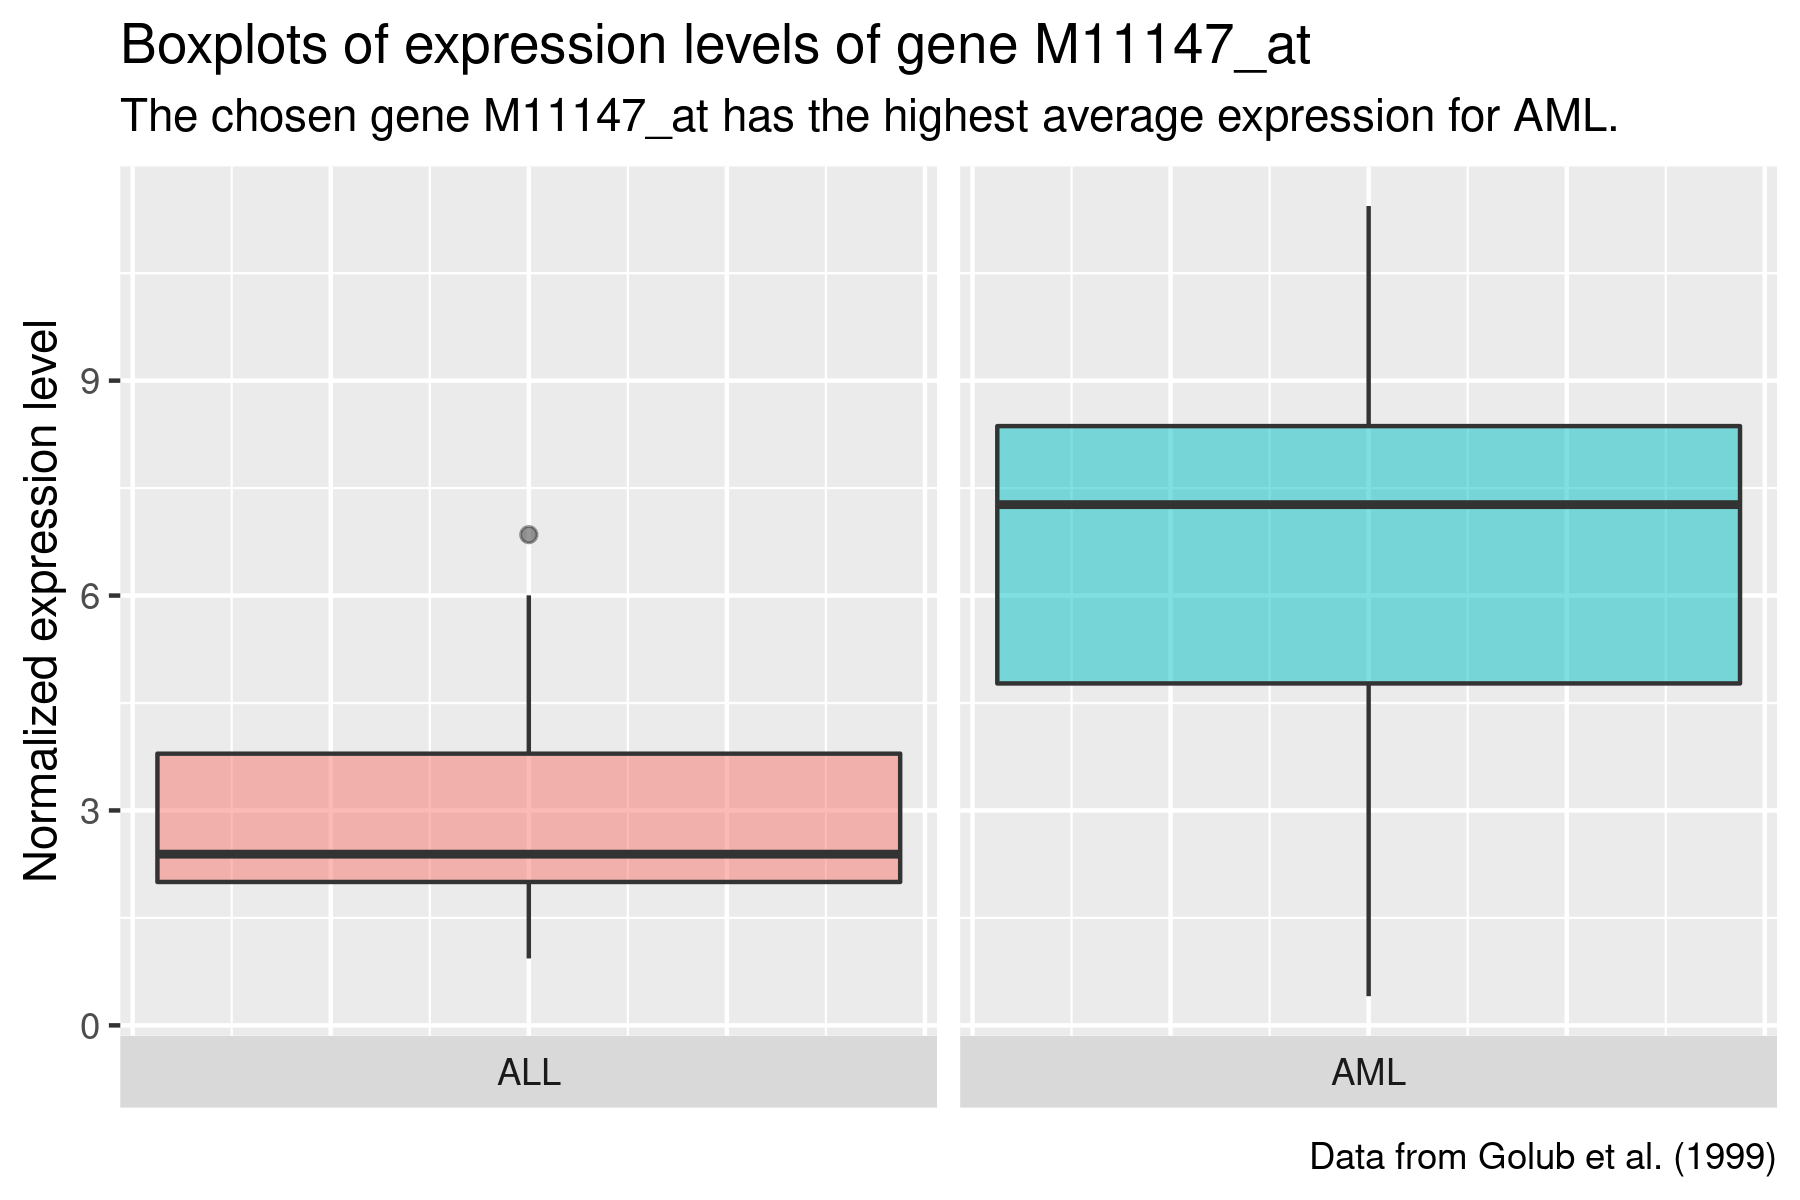 Boxplots of expression levels of gene M11147_at
The chosen gene M11147_at has the highest average expression for AML.
Normalized expression level
9
6
3
0
ALL
AML
Data from Golub et al. (1999)